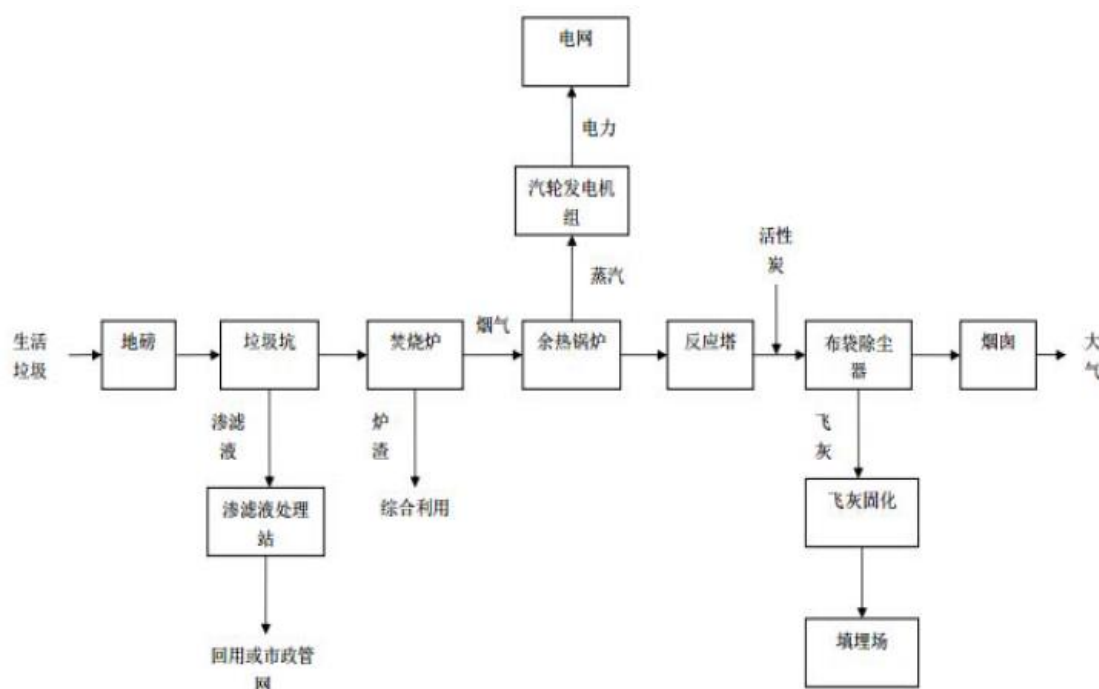 电网
电力
汽轮发电机
组
活性
炭
蒸汽
生活
垃圾
地磅
垃圾坑
焚烧炉
烟气
余热锅炉
反应塔
布袋除尘
器
烟囱
大
气
渗滤
液
炉
渣
飞
灰
渗滤液处理
站
综合利用
飞灰固化
回用或市政管
网
填埋场